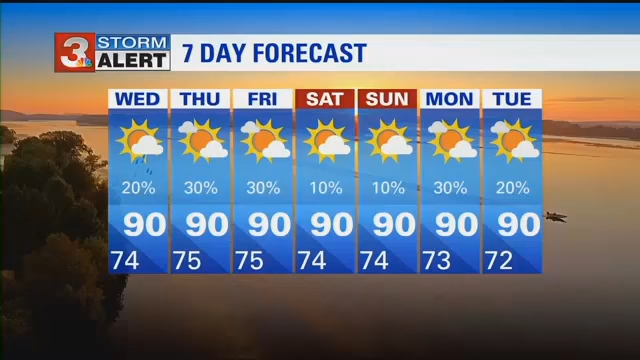 3 STORM ALERT
7 DAY FORECAST
WED THU FRI SAT SUN MON TUE
20% 30% 30% 10% 10% 30% 20%
90 90 90 90 90 90 90
74 75 75 74 74 73 72